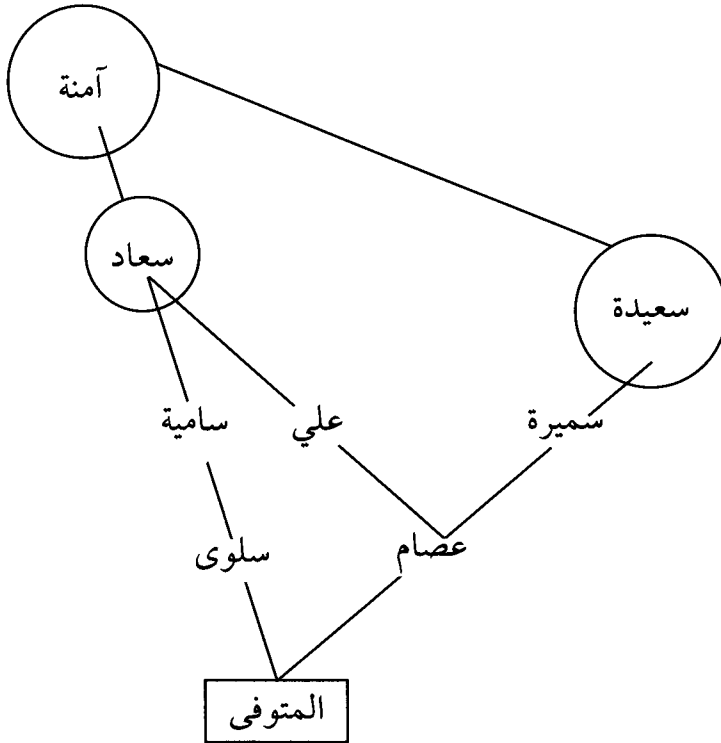 آمنة
سعاد
سعيدة
سميرة
علي
سامية
عصام
سلوى
المتوفى